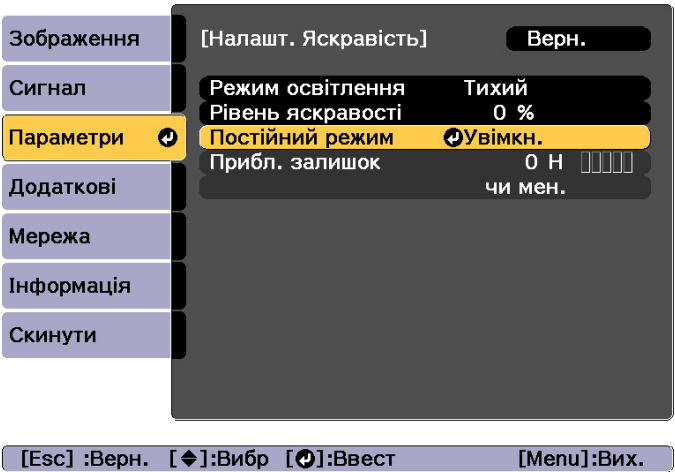 Зображення
Сигнал
Параметри
Додаткові
Мережа
Інформація
Скинути
[Налашт. Яскравість] Верн.
Режим освітлення Тихий
Рівень яскравості 0 %
Постійний режим Увімкн.
Прибл. залишок 0 H
чи мен.
[Esc] :Верн. [◆]:Вибр [↵]:Ввест [Menu]:Вих.